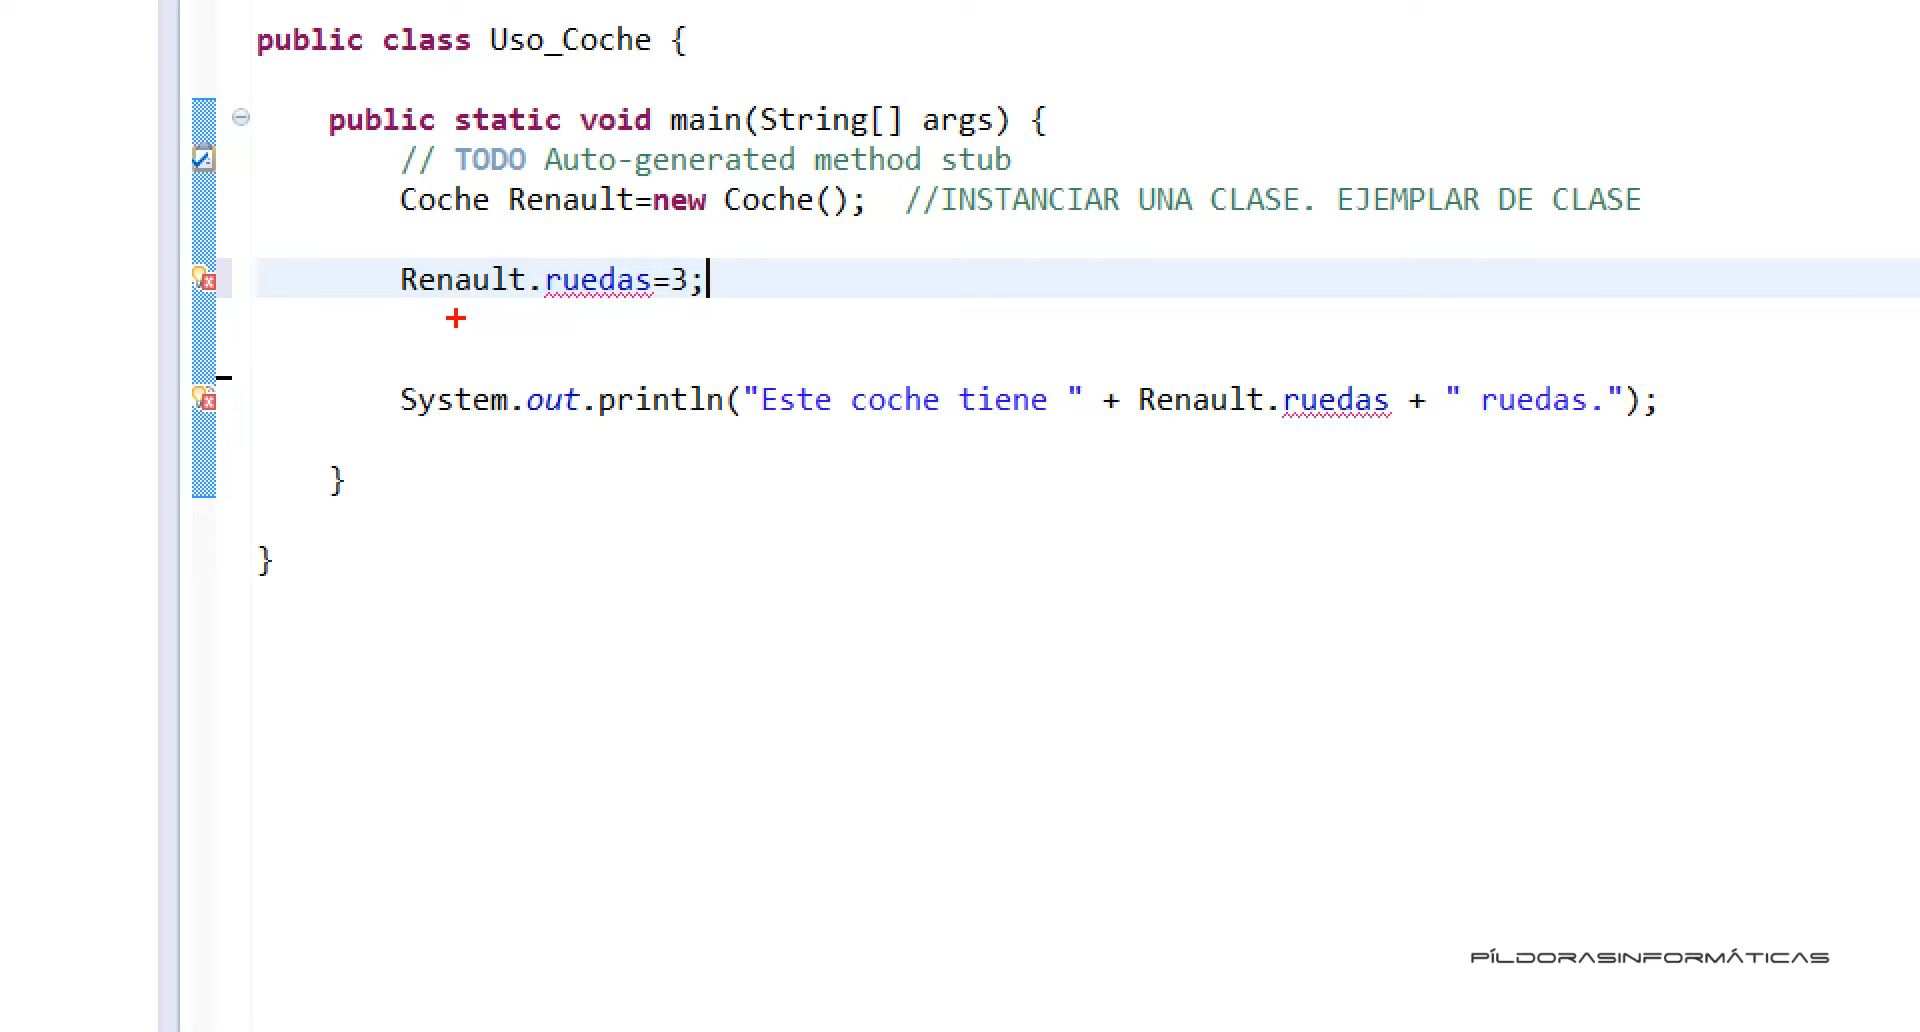 public class Uso_Coche {
public static void main(String[] args) {
// TODO Auto-generated method stub
Coche Renault=new Coche();  //INSTANCIAR UNA CLASE. EJEMPLAR DE CLASE
Renault.ruedas=3;
System.out.println("Este coche tiene " + Renault.ruedas + " ruedas.");
}
}
PÍLDORASINFORMÁTICAS